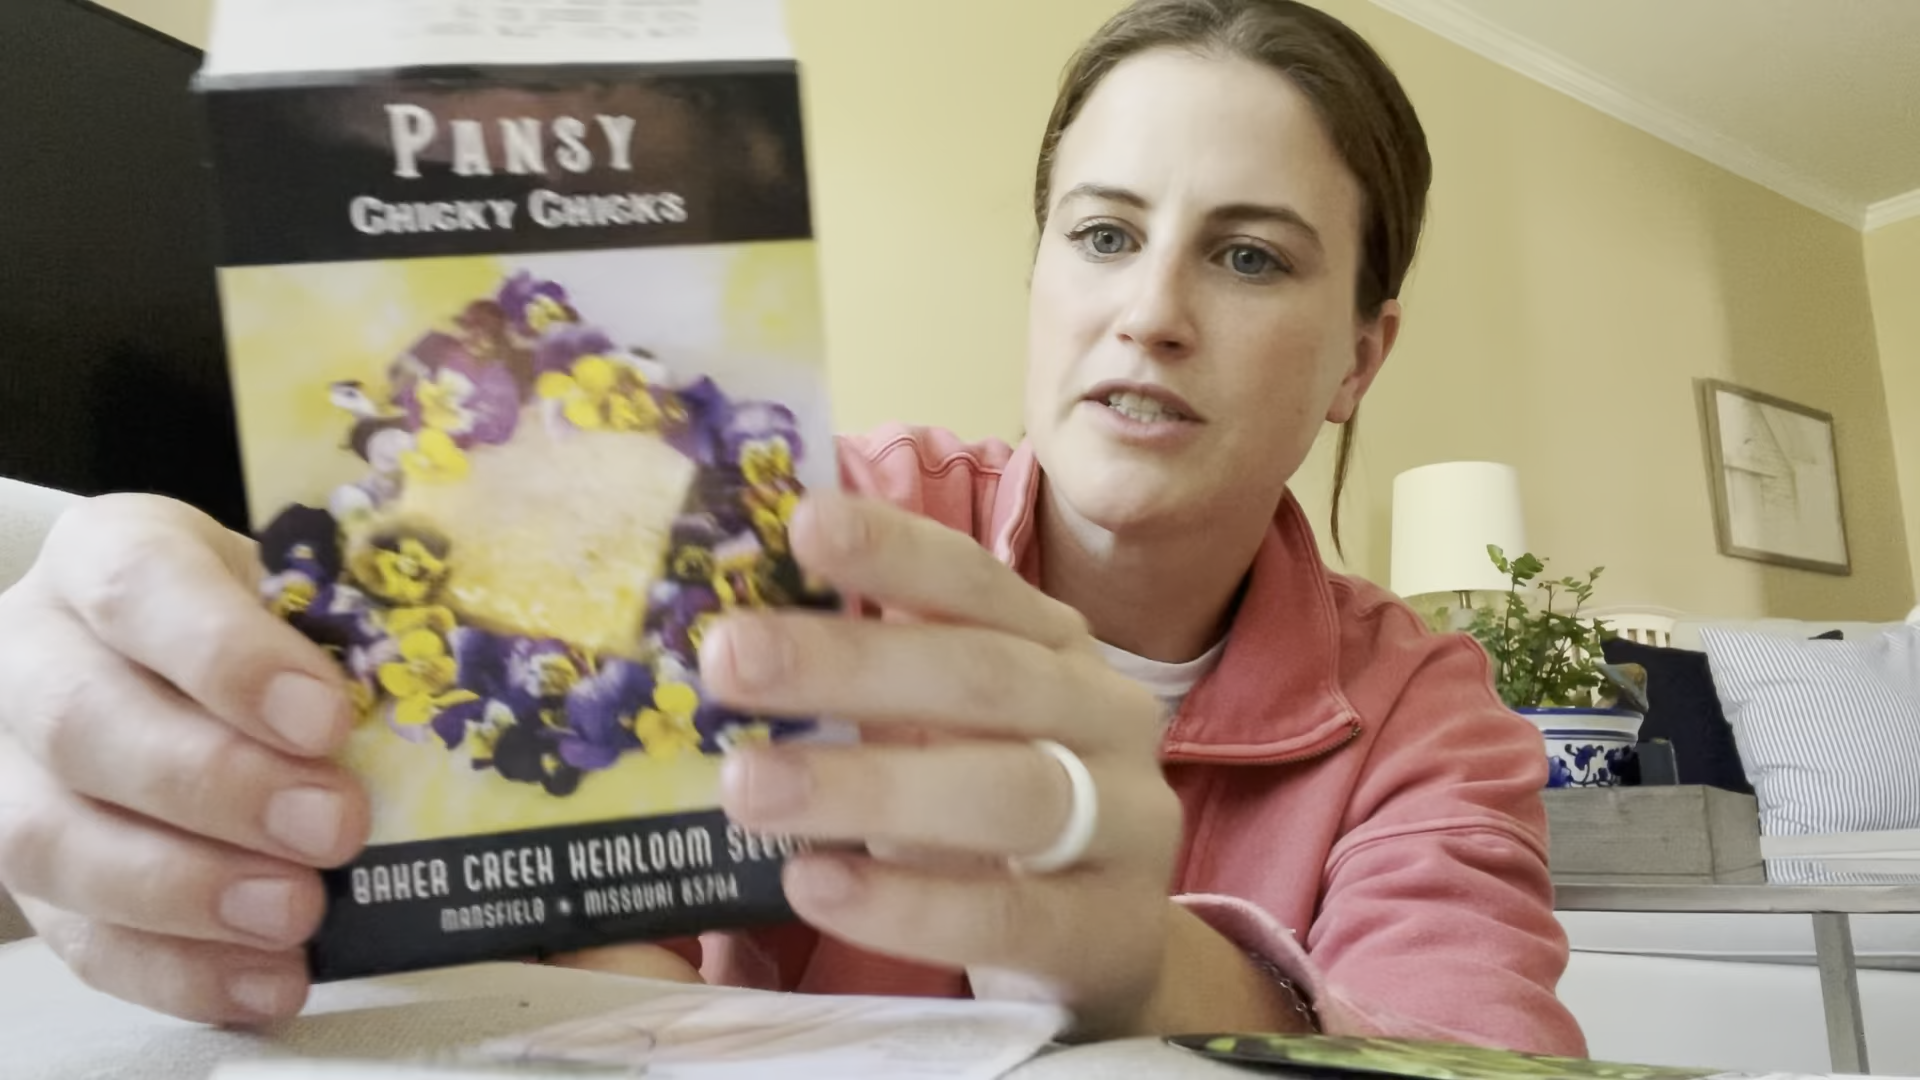 PANSY
CHICKY CHICKS
BAKER CREEK HEIRLOOM SEEDS
MANSFIELD • MISSOURI 65704